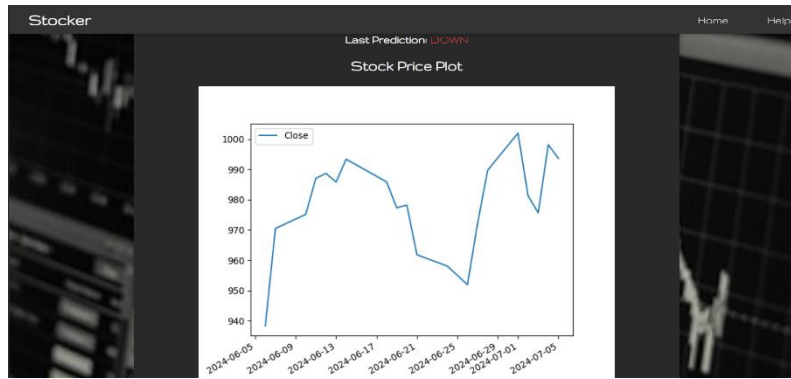 Stocker Home Help
Last Prediction: DOWN
Stock Price Plot
Close
1000
990
980
970
960
950
940
2024-06-05 2024-06-09 2024-06-13 2024-06-17 2024-06-21 2024-06-25 2024-06-29 2024-07-01 2024-07-05